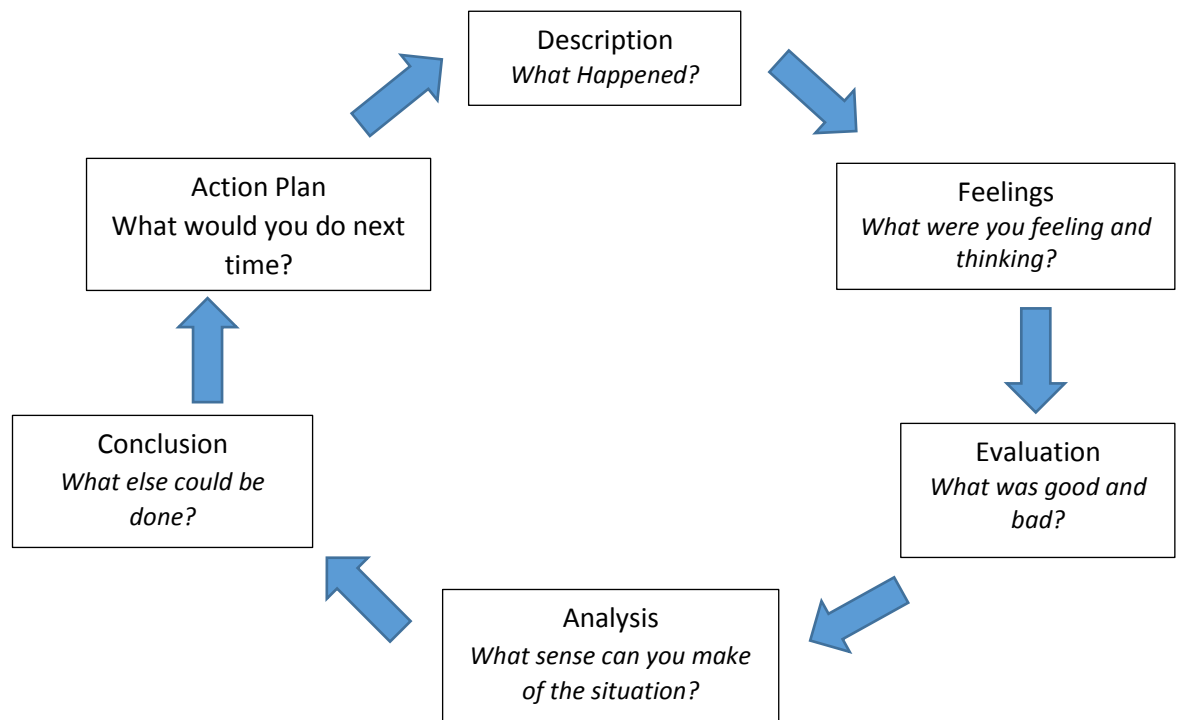 Description
What Happened?
Feelings
What were you feeling and
thinking?
Evaluation
What was good and
bad?
Analysis
What sense can you make
of the situation?
Conclusion
What else could be
done?
Action Plan
What would you do next
time?